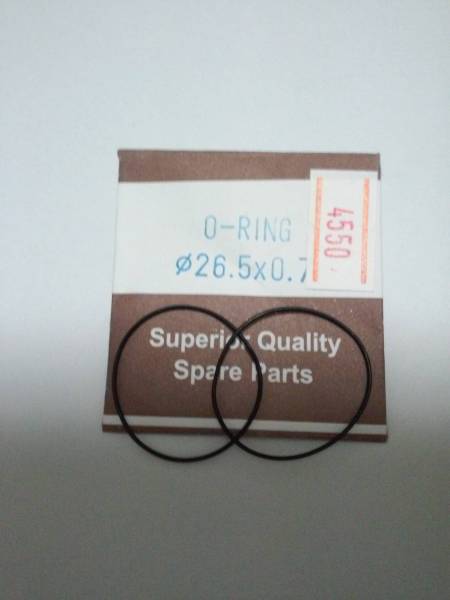 O-RING
ø26.5x0.7
4550
Superior Quality
Spare Parts